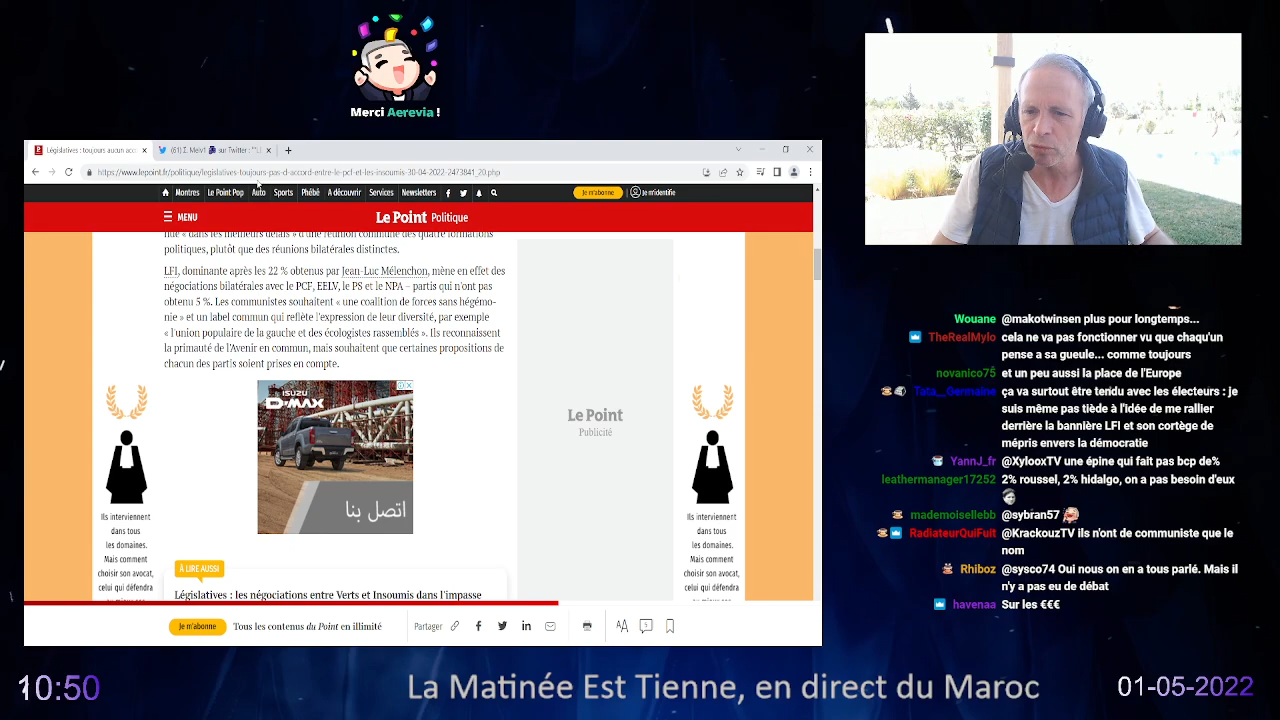 Merci Aerevia !
Législatives : toujours aucun acc
(61) Σ. Melv1 sur Twitter : "
https://www.lepoint.fr/politique/legislatives-toujours-pas-d-accord-entre-le-pcf-et-les-insoumis-30-04-2022-2473841_20.php
Montres Le Point Pop Auto Sports Phébé A découvrir Services Newsletters
Je m'abonne Je m'identifie
MENU
Le Point Politique
nue « dans les meilleurs délais » d'une réunion commune des quatre formations
politiques, plutôt que des réunions bilatérales distinctes.
LFI, dominante après les 22 % obtenus par Jean-Luc Mélenchon, mène en effet des
bilatérales avec le PCF, EELV, le PS et le NPA – partis qui n'ont pas
obtenu 5 %. Les communistes souhaitent « une coalition de forces sans hégémo-
nie » et un label commun qui reflète l'expression de leur diversité, par exemple
« l'union populaire de la gauche et des écologistes rassemblés ». Ils reconnaissent
la primauté de l'Avenir en commun, mais souhaitent que certaines propositions de
chacun des partis soient prises en compte.
ISUZU
D-MAX
اتصل بنا
Le Point
Publicité
Ils interviennent
dans tous
les domaines.
Mais comment
choisir son avocat,
celui qui défendra
Ils interviennent
dans tous
les domaines.
Mais comment
choisir son avocat,
celui qui défendra
À LIRE AUSSI
Législatives : les négociations entre Verts et Insoumis dans l'impasse
Je m'abonne
Tous les contenus du Point en illimité
Partager
Wouane @makotwinsen plus pour longtemps...
TheRealMylo cela ne va pas fonctionner vu que chaqu'un
pense a sa gueule... comme toujours
novanico75 et un peu aussi la place de l'Europe
Tata__Germaine ça va surtout être tendu avec les électeurs : je
suis même pas tiède à l'idée de me rallier
derrière la bannière LFI et son cortège de
mépris envers la démocratie
YannJ_fr @XylooxTV une épine qui fait pas bcp de%
leathermanager17252 2% roussel, 2% hidalgo, on a pas besoin d'eux
mademoisellebb @sybran57
RadiateurQuiFuit @KrackouzTV ils n'ont de communiste que le
nom
Rhiboz @sysco74 Oui nous on en a tous parlé. Mais il
n'y a pas eu de débat
havenaa Sur les €€€
10:50
La Matinée Est Tienne, en direct du Maroc
01-05-2022